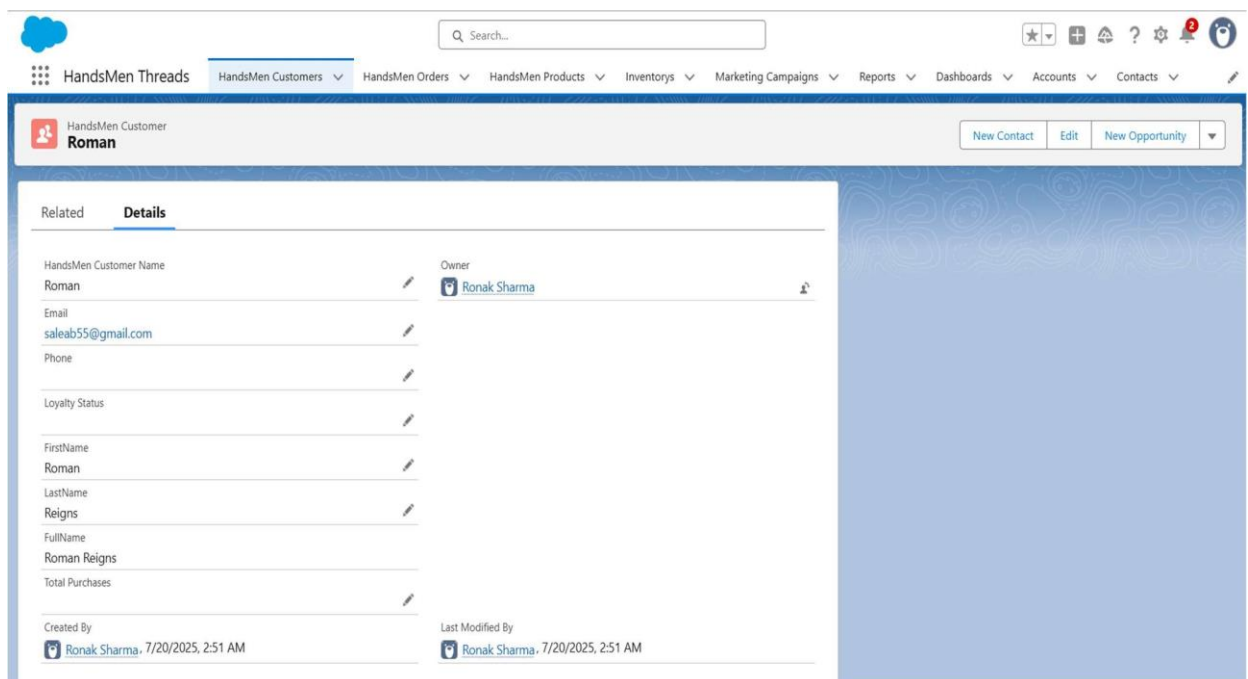 Search...
2
HandsMen Threads HandsMen Customers HandsMen Orders HandsMen Products Inventorys Marketing Campaigns Reports Dashboards Accounts Contacts
HandsMen Customer
Roman
New Contact Edit New Opportunity
Related Details
HandsMen Customer Name
Roman
Owner
Ronak Sharma
Email
saleab55@gmail.com
Phone
Loyalty Status
FirstName
Roman
LastName
Reigns
FullName
Roman Reigns
Total Purchases
Created By
Ronak Sharma, 7/20/2025, 2:51 AM
Last Modified By
Ronak Sharma, 7/20/2025, 2:51 AM